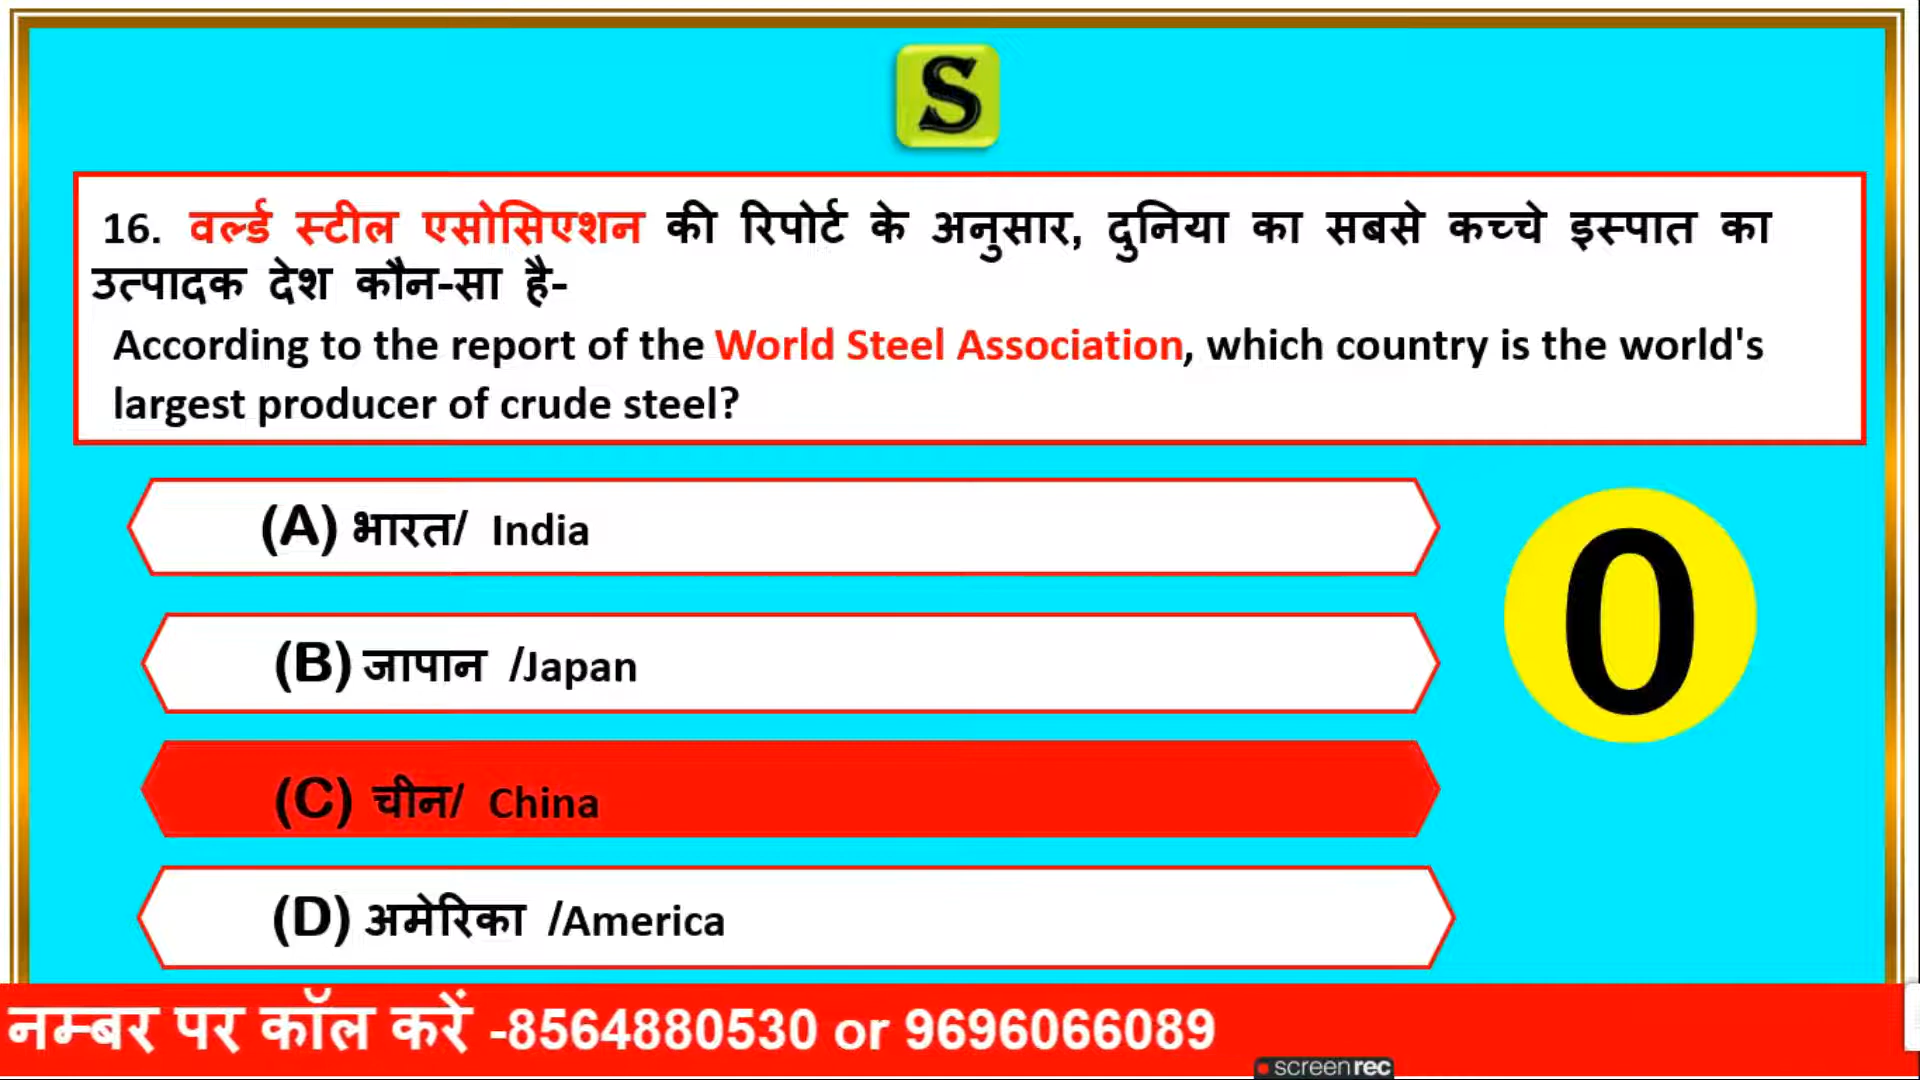 S
16. वर्ल्ड स्टील एसोसिएशन की रिपोर्ट के अनुसार, दुनिया का सबसे कच्चे इस्पात का
उत्पादक देश कौन-सा है-
According to the report of the World Steel Association, which country is the world's
largest producer of crude steel?
(A) भारत/ India
(B) जापान /Japan
(C) चीन/ China
(D) अमेरिका /America
0
नम्बर पर कॉल करें -8564880530 or 9696066089
screenrec